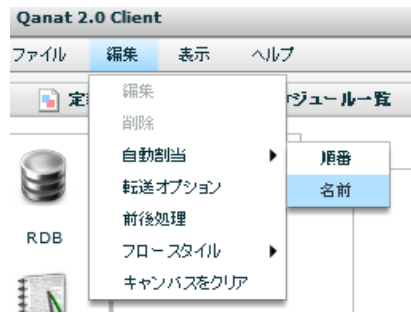 Qanat 2.0 Client
ファイル 編集 表示 ヘルプ
定 ジュール一覧
編集
削除
自動割当
順番
転送オプション
名前
前後処理
RDB
フロースタイル
キャンバスをクリア